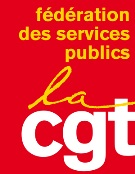 fédération
des services
publics
la
cgt